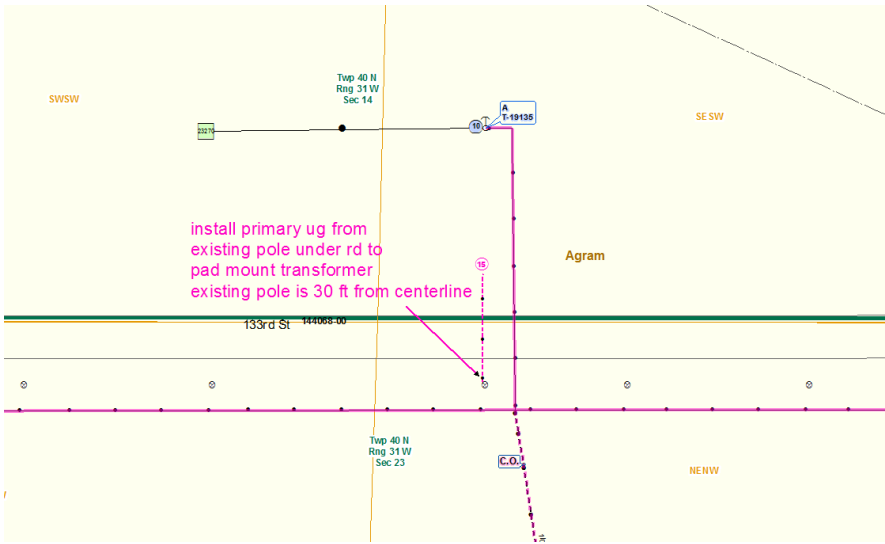 Twp 40 N
Rng 31 W
Sec 14
SWSW
A
T-19135
SESW
10
23270
install primary ug from
existing pole under rd to
pad mount transformer
existing pole is 30 ft from centerline
Agram
15
133rd St
144068-00
Twp 40 N
Rng 31 W
Sec 23
C.O.
NENW